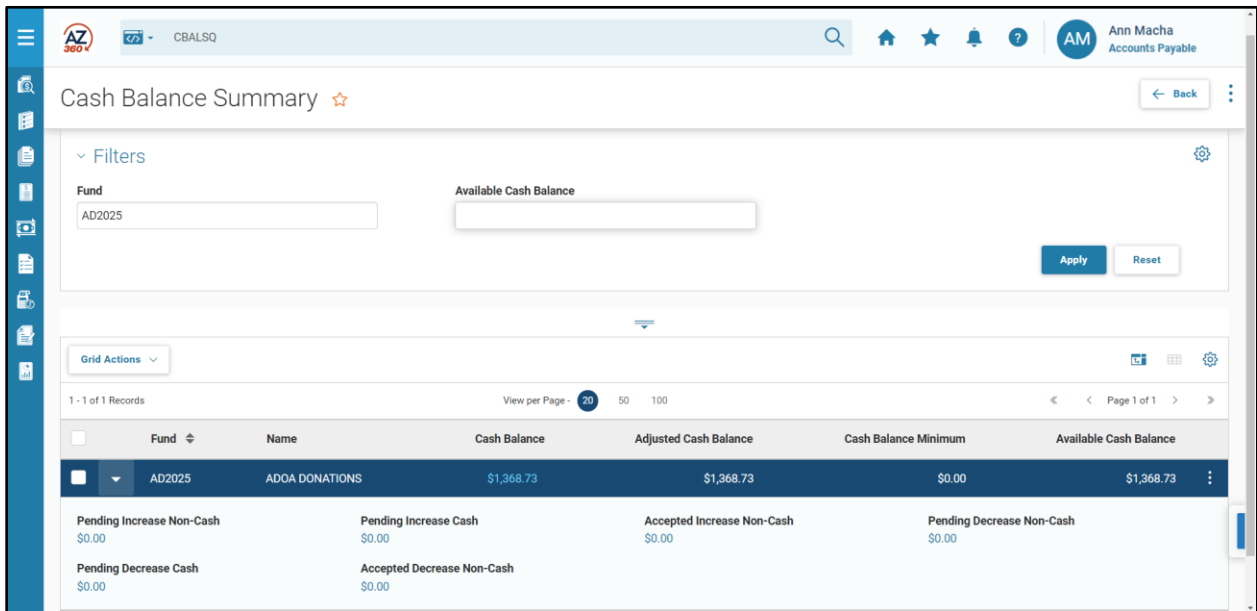 AZ 360 CBALSQ ? AM Ann Macha
Accounts Payable
Cash Balance Summary
Back
Filters
Fund Available Cash Balance
AD2025
Apply Reset
Grid Actions
1 - 1 of 1 Records View per Page - 20 50 100 Page 1 of 1
Fund Name Cash Balance Adjusted Cash Balance Cash Balance Minimum Available Cash Balance
AD2025 ADOA DONATIONS $1,368.73 $1,368.73 $0.00 $1,368.73
Pending Increase Non-Cash Pending Increase Cash Accepted Increase Non-Cash Pending Decrease Non-Cash
$0.00 $0.00 $0.00 $0.00
Pending Decrease Cash Accepted Decrease Non-Cash
$0.00 $0.00